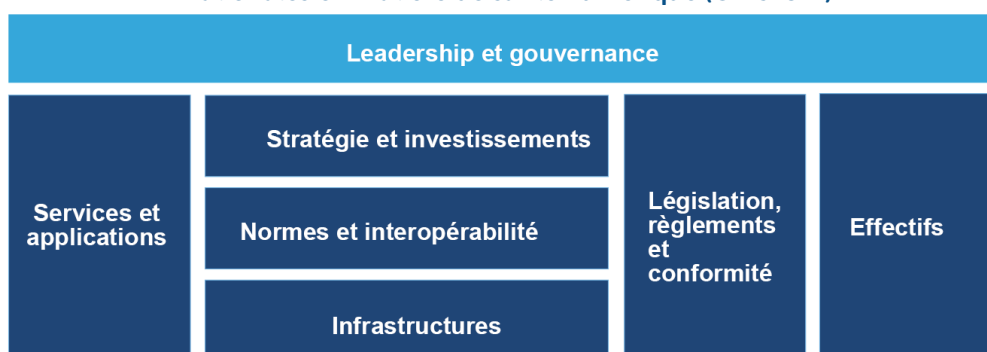 Leadership et gouvernance
Stratégie et investissements
Services et
applications
Normes et interopérabilité
Législation,
règlements
et
conformité
Effectifs
Infrastructures